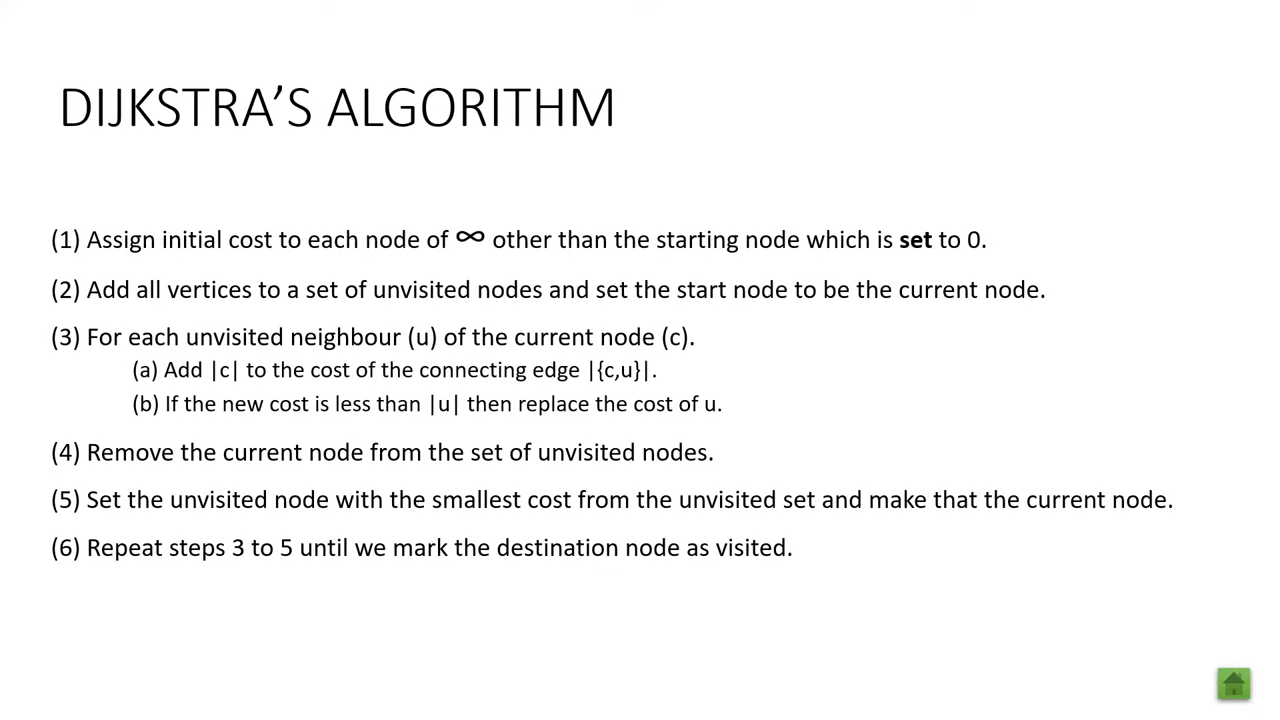 DIJKSTRA’S ALGORITHM
(1) Assign initial cost to each node of ∞ other than the starting node which is set to 0.
(2) Add all vertices to a set of unvisited nodes and set the start node to be the current node.
(3) For each unvisited neighbour (u) of the current node (c).
(a) Add |c| to the cost of the connecting edge |{c,u}|.
(b) If the new cost is less than |u| then replace the cost of u.
(4) Remove the current node from the set of unvisited nodes.
(5) Set the unvisited node with the smallest cost from the unvisited set and make that the current node.
(6) Repeat steps 3 to 5 until we mark the destination node as visited.